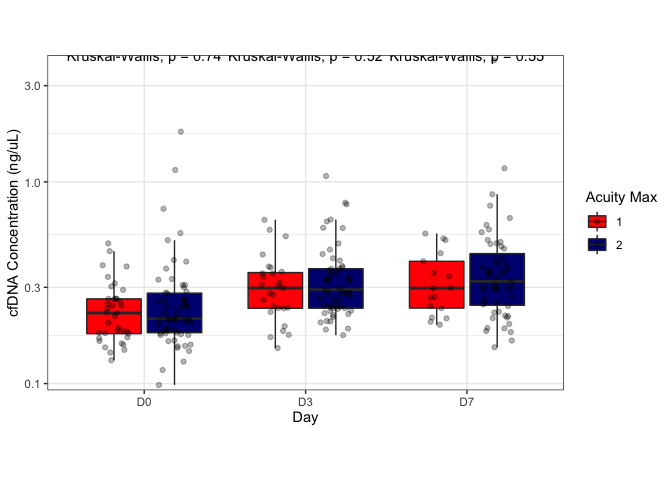 Kruskal-Wallis, p = 0.74 Kruskal-Wallis, p = 0.52 Kruskal-Wallis, p = 0.55
3.0
1.0
0.3
0.1
cfDNA Concentration (ng/uL)
D0 D3 D7
Day
Acuity Max
1
2